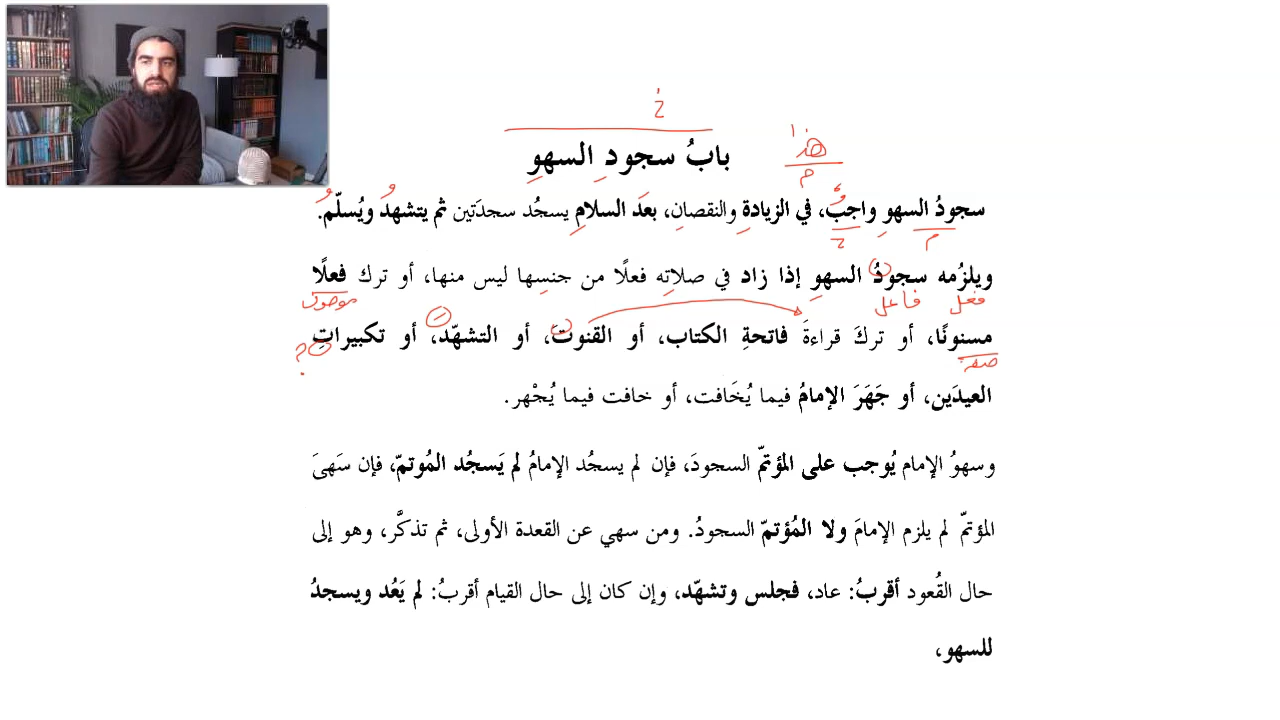 خ
هذا
م
بابُ سجودِ السهوِ
سجودُ السهوِ واجبٌ، في الزيادةِ والنقصانِ، بعدَ السلامِ يسجُد سجدَتين ثم يتشهدُ ويُسلّمُ.
م خ
ويلزُمه سجودُ السهوِ إذا زاد في صلاتِه فعلًا من جنسِها ليس منها، أو ترك فعلًا
فعل فاعل موصوف
مسنونًا، أو تركَ قراءةَ فاتحةِ الكتاب، أو القنوتِ، أو التشهّدِ، أو تكبيراتِ
صفة ؟
العيدَين، أو جَهَرَ الإمامُ فيما يُخَافت، أو خافت فيما يُجْهر.
وسهوُ الإمام يُوجب على المؤتمّ السجودَ، فإن لم يسجُد الإمامُ لم يَسجُد المُوتمّ، فإن سَهىَ
المؤتمّ لم يلزم الإمامَ ولا المُؤتمّ السجودُ. ومن سهي عن القعدة الأولى، ثم تذكَّر، وهو إلى
حال القُعود أقربُ: عاد، فجلس وتشهّد، وإن كان إلى حال القيام أقربُ: لم يَعُد ويسجدُ
للسهو،